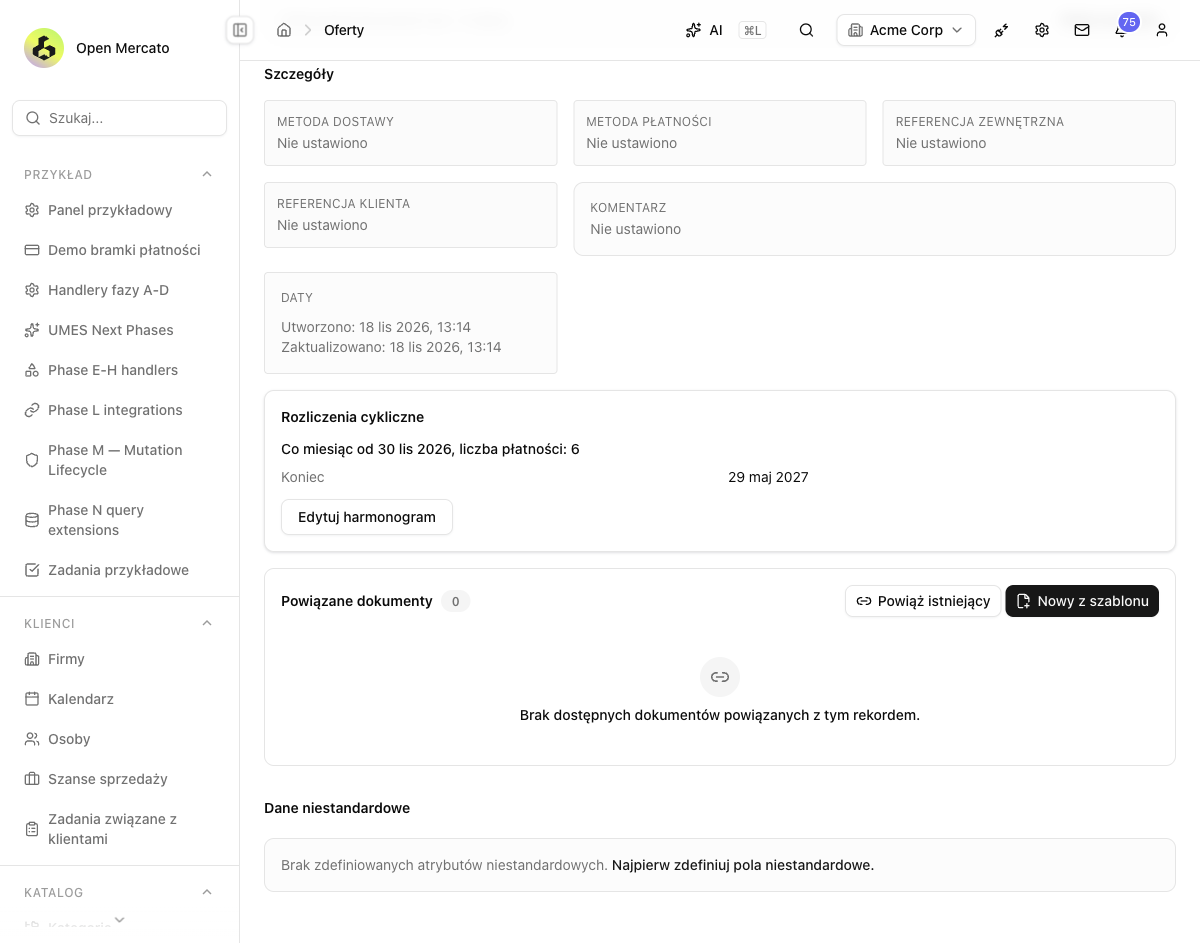 Open Mercato
Oferty
AI
⌘L
Acme Corp
75
Szukaj...
PRZYKŁAD
Panel przykładowy
Demo bramki płatności
Handlery fazy A-D
UMES Next Phases
Phase E-H handlers
Phase L integrations
Phase M — Mutation
Lifecycle
Phase N query
extensions
Zadania przykładowe
KLIENCI
Firmy
Kalendarz
Osoby
Szanse sprzedaży
Zadania związane z
klientami
KATALOG
Szczegóły
METODA DOSTAWY
Nie ustawiono
METODA PŁATNOŚCI
Nie ustawiono
REFERENCJA ZEWNĘTRZNA
Nie ustawiono
REFERENCJA KLIENTA
Nie ustawiono
KOMENTARZ
Nie ustawiono
DATY
Utworzono: 18 lis 2026, 13:14
Zaktualizowano: 18 lis 2026, 13:14
Rozliczenia cykliczne
Co miesiąc od 30 lis 2026, liczba płatności: 6
Koniec 29 maj 2027
Edytuj harmonogram
Powiązane dokumenty 0
Powiąż istniejący
Nowy z szablonu
Brak dostępnych dokumentów powiązanych z tym rekordem.
Dane niestandardowe
Brak zdefiniowanych atrybutów niestandardowych. Najpierw zdefiniuj pola niestandardowe.